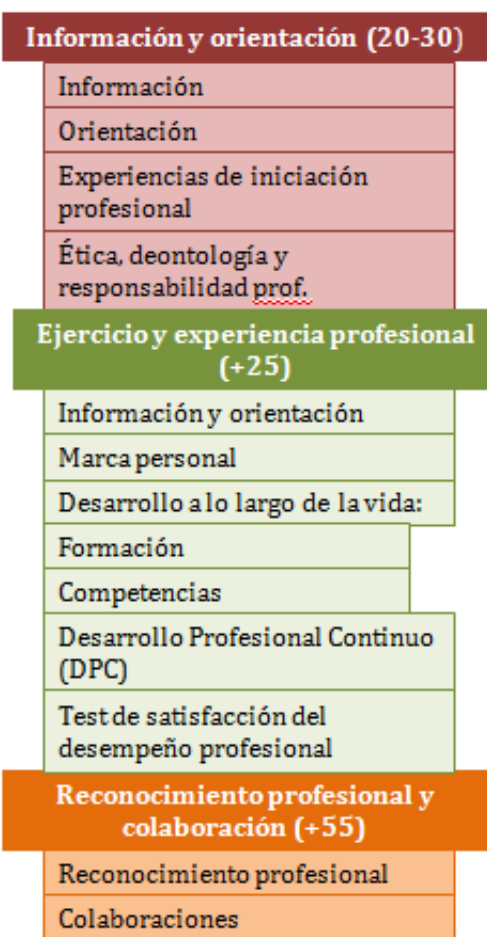 Información y orientación (20-30)
Información
Orientación
Experiencias de iniciación
profesional
Ética, deontología y
responsabilidad prof.
Ejercicio y experiencia profesional
(+25)
Información y orientación
Marca personal
Desarrollo a lo largo de la vida:
Formación
Competencias
Desarrollo Profesional Continuo
(DPC)
Test de satisfacción del
desempeño profesional
Reconocimiento profesional y
colaboración (+55)
Reconocimiento profesional
Colaboraciones